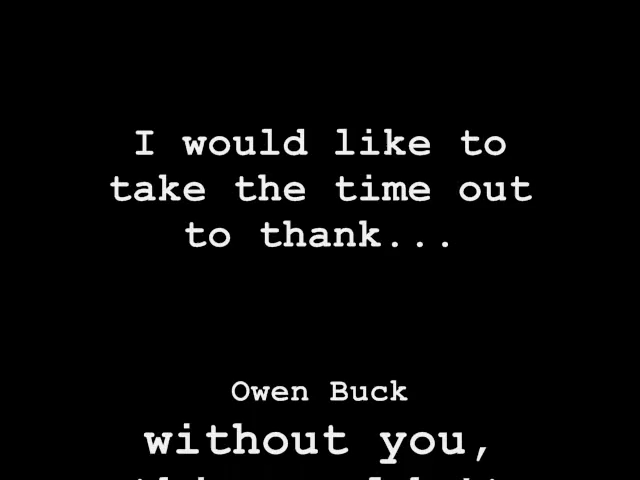 I would like to
take the time out
to thank...
Owen Buck
without you,